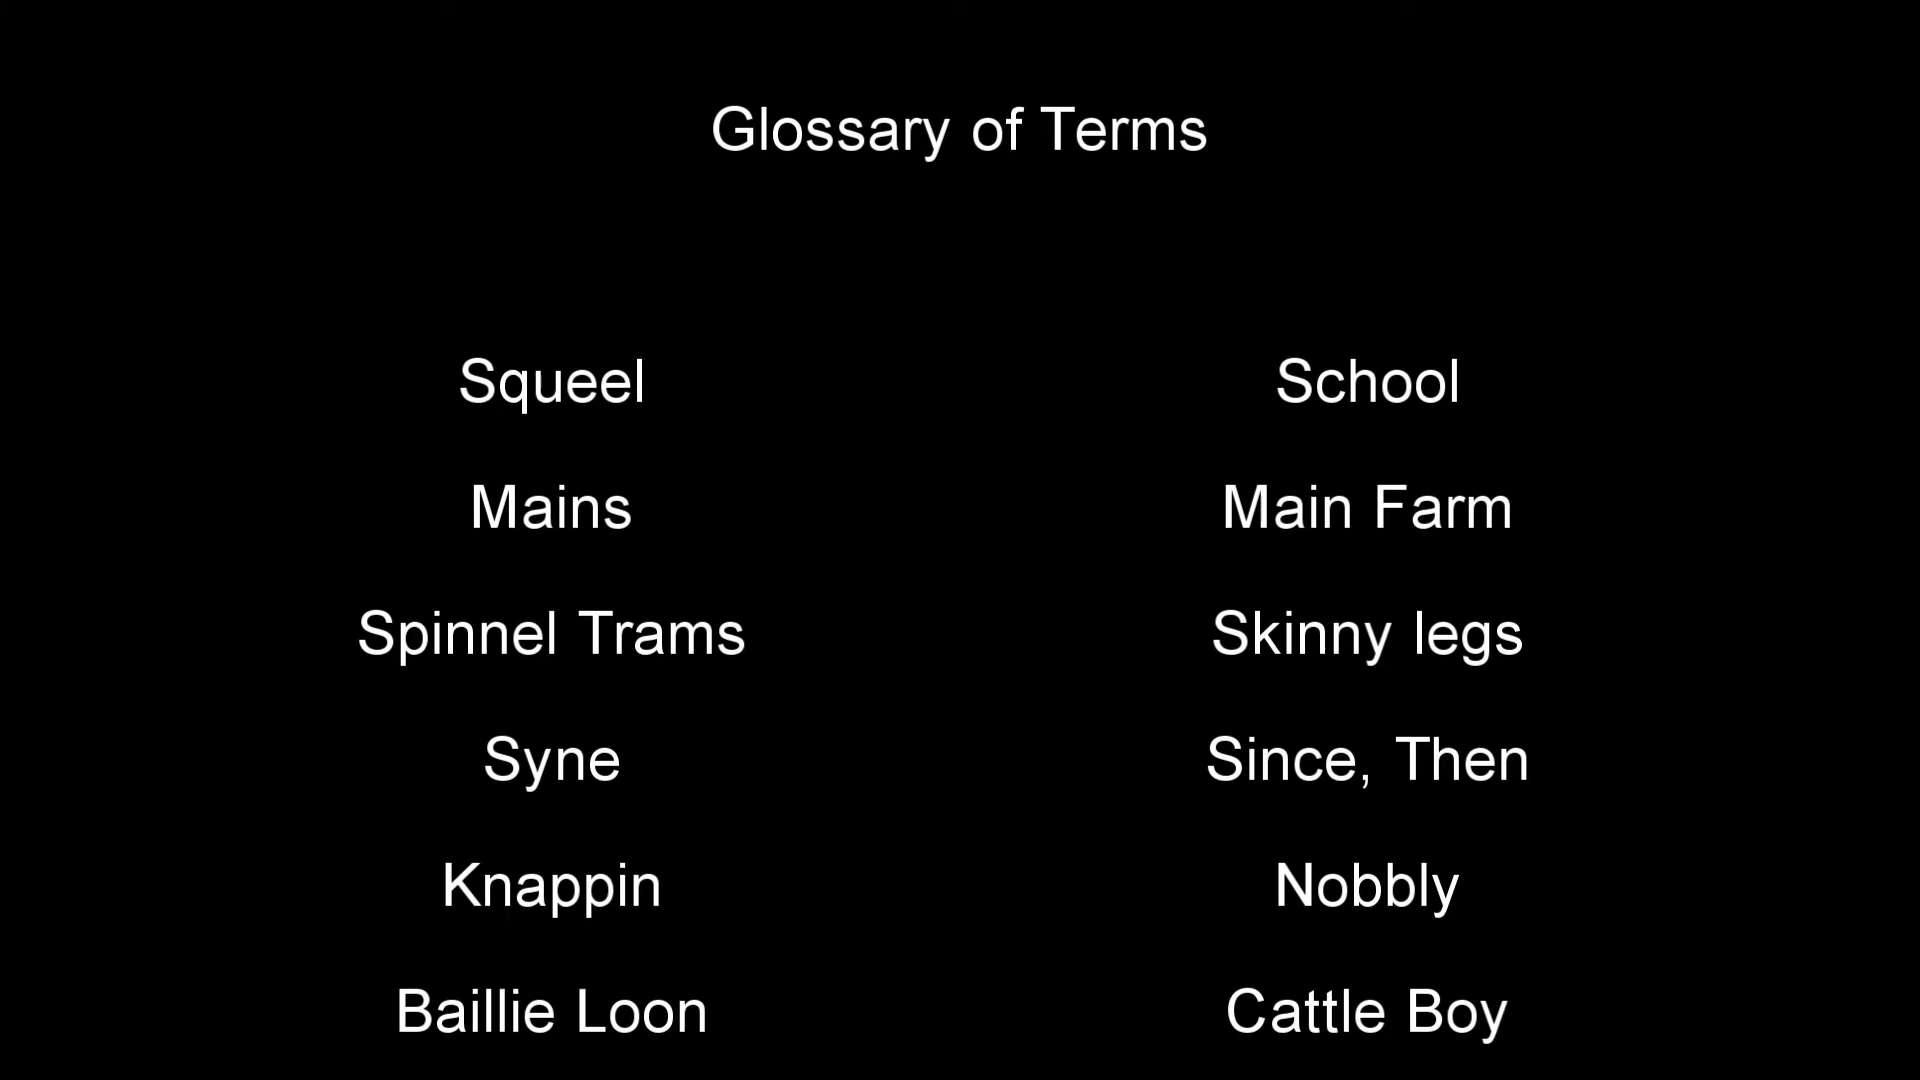 Glossary of Terms
Squeel School
Mains Main Farm
Spinnel Trams Skinny legs
Syne Since, Then
Knappin Nobbly
Baillie Loon Cattle Boy